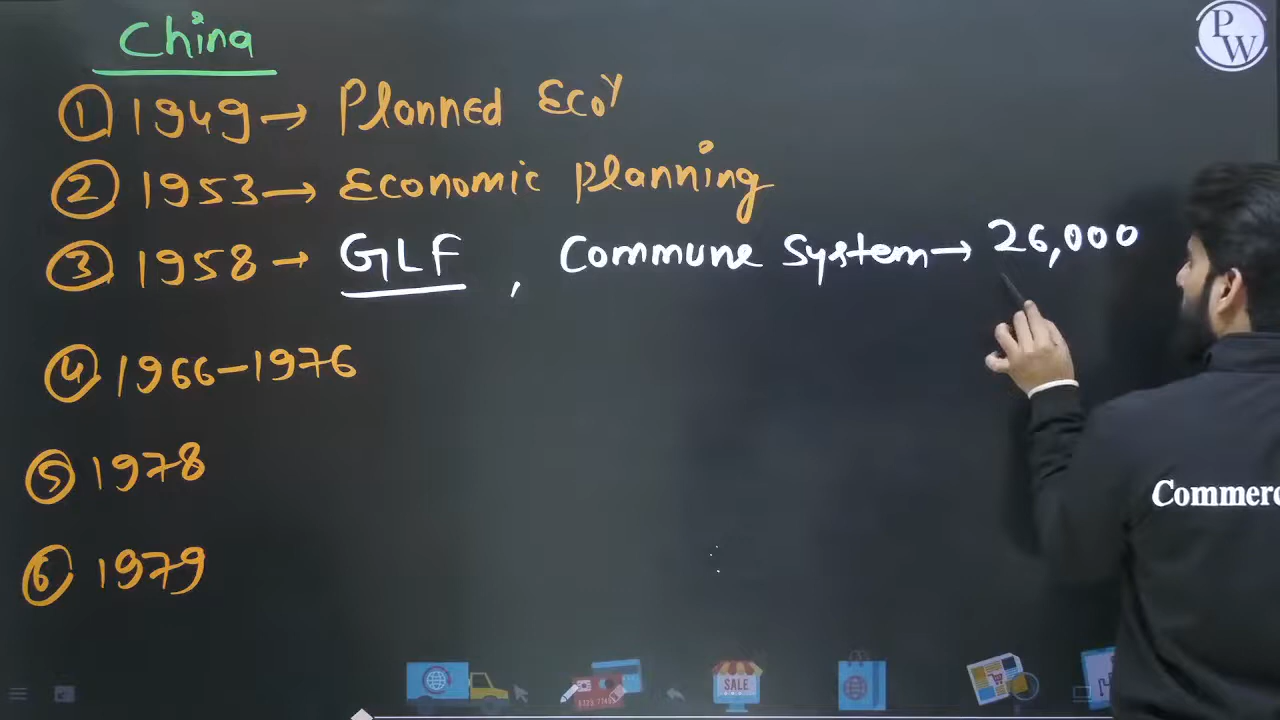 China
① 1949 → Planned Ecoy
② 1953 → Economic planning
③ 1958 → GLF , Commune System → 26,000
④ 1966-1976
⑤ 1978
⑥ 1979
PW
SALE